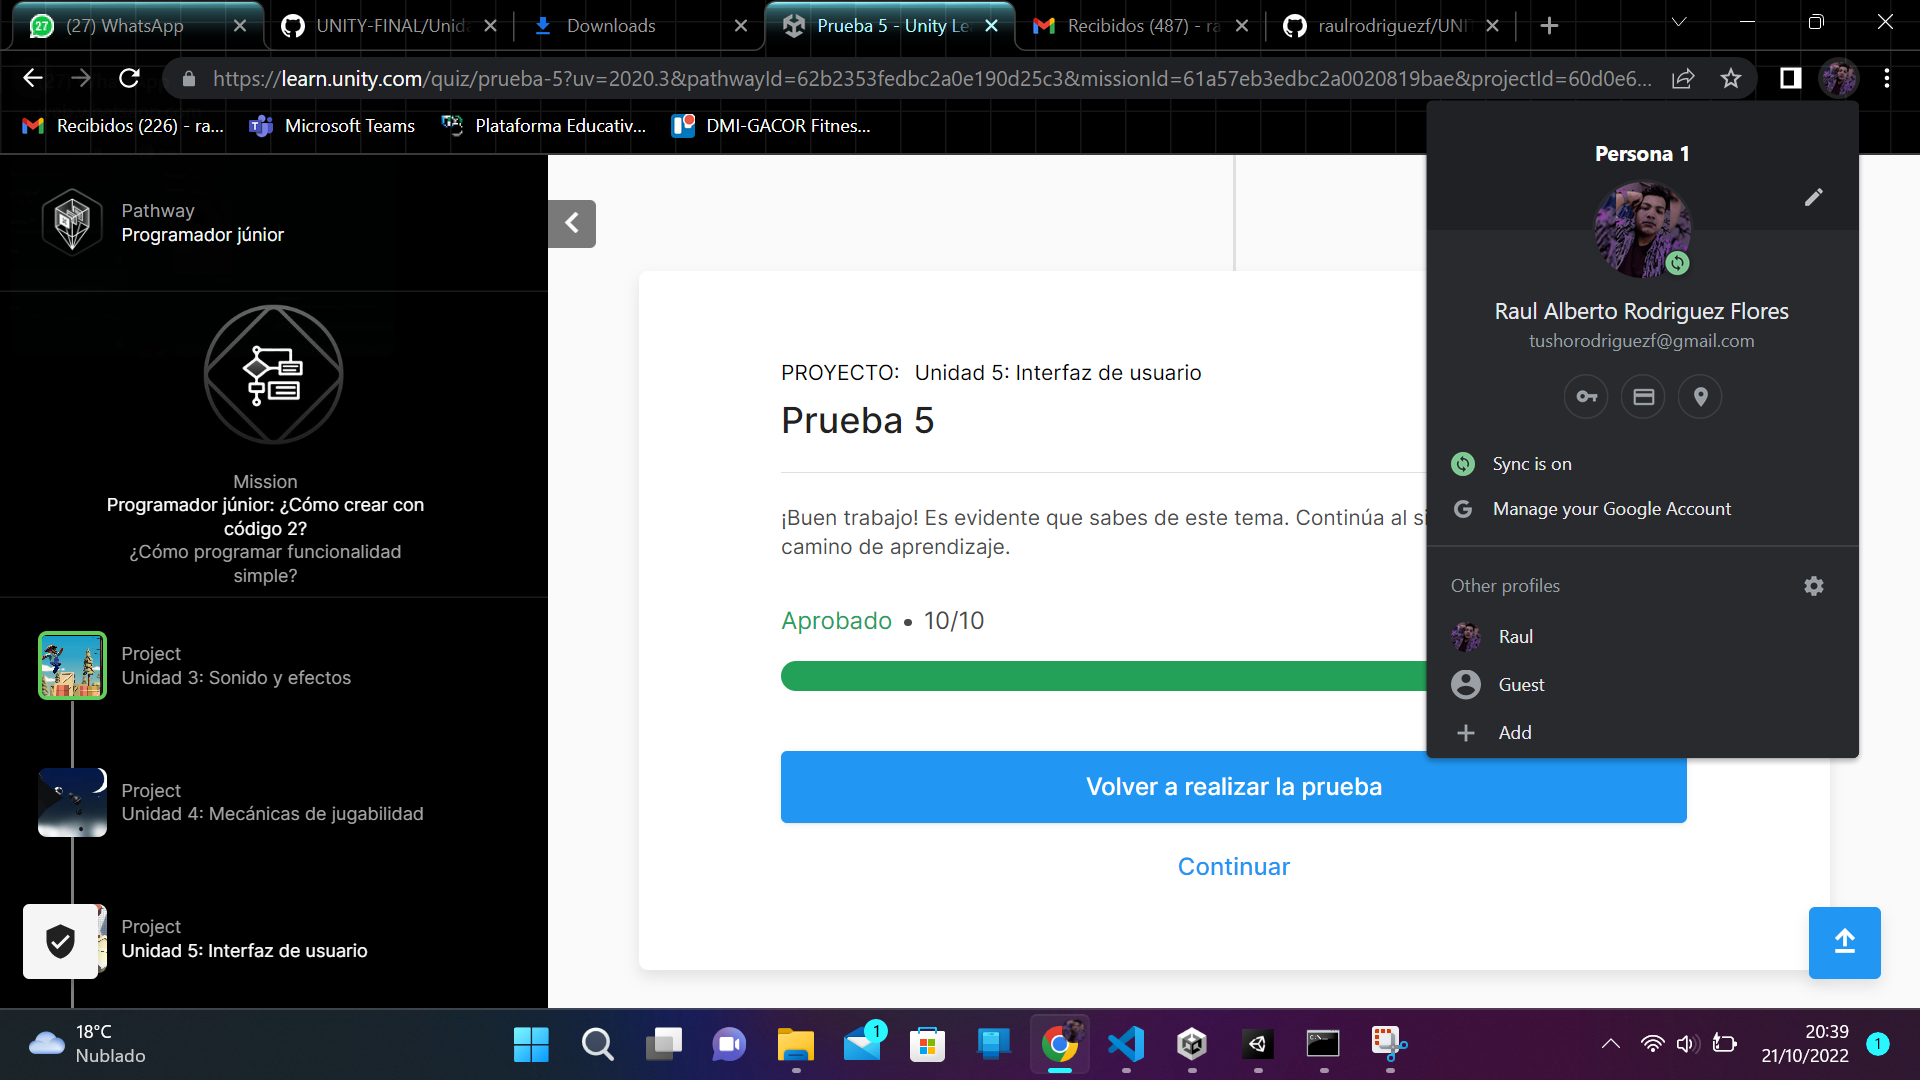 27
(27) WhatsApp
UNITY-FINAL/Unida
Downloads
Prueba 5 - Unity Le
Recibidos (487) - ra
raulrodriguezf/UNI
https://learn.unity.com/quiz/prueba-5?uv=2020.3&pathwayId=62b2353fedbc2a0e190d25c3&missionId=61a57eb3edbc2a0020819bae&projectId=60d0e6...
Recibidos (226) - ra...
Microsoft Teams
Plataforma Educativ...
DMI-GACOR Fitnes...
Pathway
Programador júnior
Mission
Programador júnior: ¿Cómo crear con
código 2?
¿Cómo programar funcionalidad
simple?
Project
Unidad 3: Sonido y efectos
Project
Unidad 4: Mecánicas de jugabilidad
Project
Unidad 5: Interfaz de usuario
PROYECTO: Unidad 5: Interfaz de usuario
Prueba 5
¡Buen trabajo! Es evidente que sabes de este tema. Continúa al si
camino de aprendizaje.
Aprobado • 10/10
Volver a realizar la prueba
Continuar
Persona 1
Raul Alberto Rodriguez Flores
tushorodriguezf@gmail.com
Sync is on
Manage your Google Account
Other profiles
Raul
Guest
Add
18°C
Nublado
1
20:39
21/10/2022
1